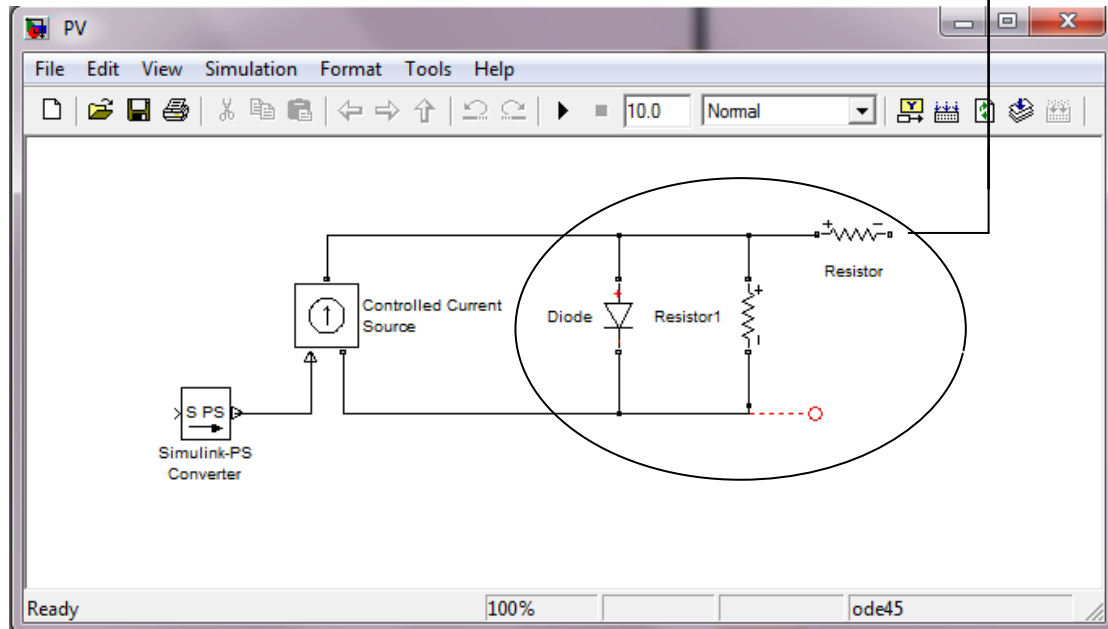 PV
File Edit View Simulation Format Tools Help
10.0 Normal
Resistor
Controlled Current
Source
Diode
Resistor1
S PS
Simulink-PS
Converter
Ready 100% ode45